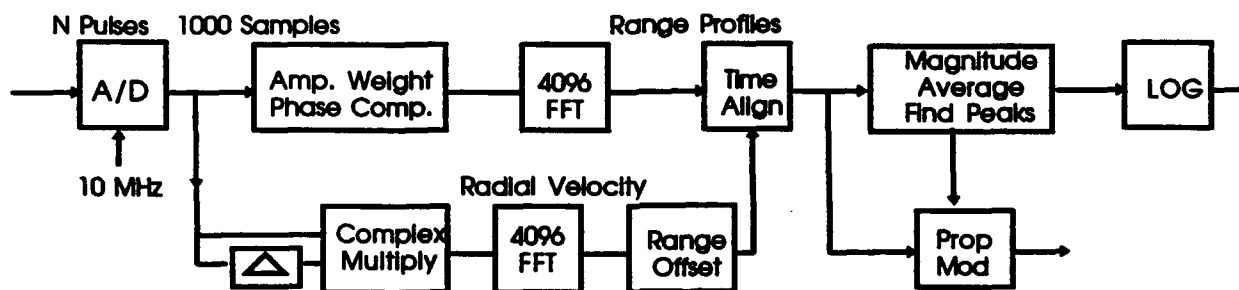 N Pulses 1000 Samples
Range Profiles
A/D
Amp. Weight
Phase Comp.
4096
FFT
Time
Align
Magnitude
Average
Find Peaks
LOG
10 MHz
Radial Velocity
Complex
Multiply
4096
FFT
Range
Offset
Prop
Mod
Δ